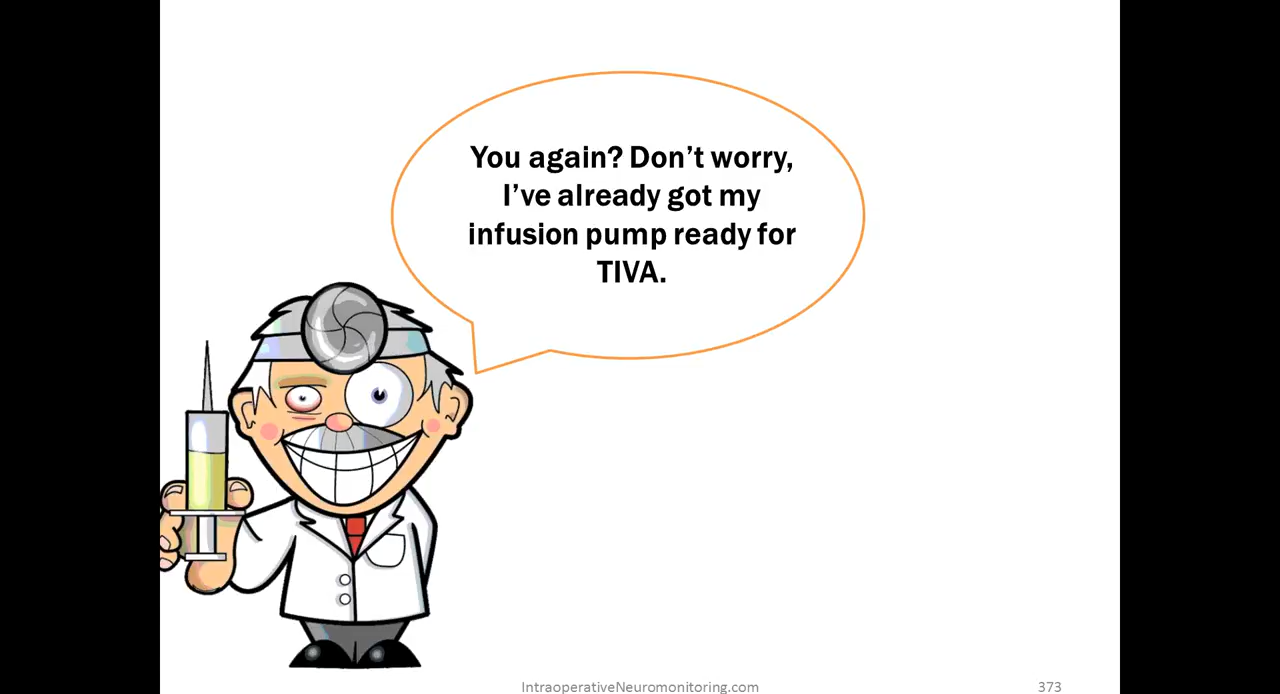 You again? Don’t worry,
I’ve already got my
infusion pump ready for
TIVA.
IntraoperativeNeuromonitoring.com
373